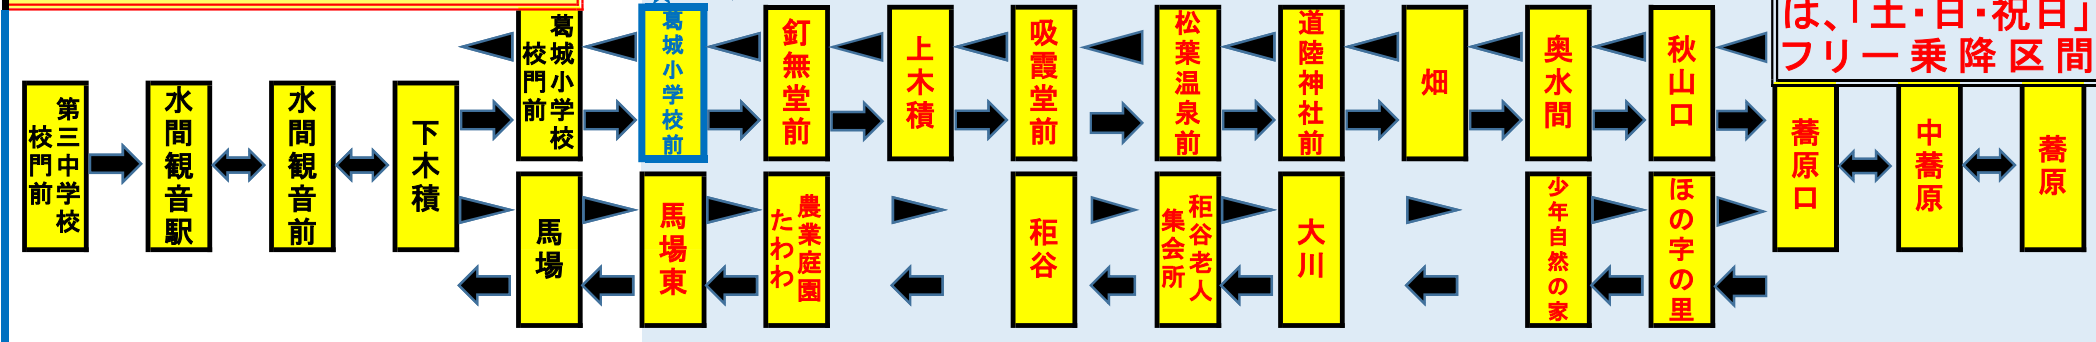 は、「土・日・祝日」
フリー乗降区間
第三中学校
校門前
水間観音駅
水間観音前
下木積
葛城小学校
校門前
葛城小学校前
釘無堂前
上木積
吸霞堂前
松葉温泉前
道陸神社前
畑
奥水間
秋山口
馬場
馬場東
農業庭園
たわわ
秬谷
秬谷老人
集会所
大川
少年自然の家
ほの字の里
蕎原口
中蕎原
蕎原